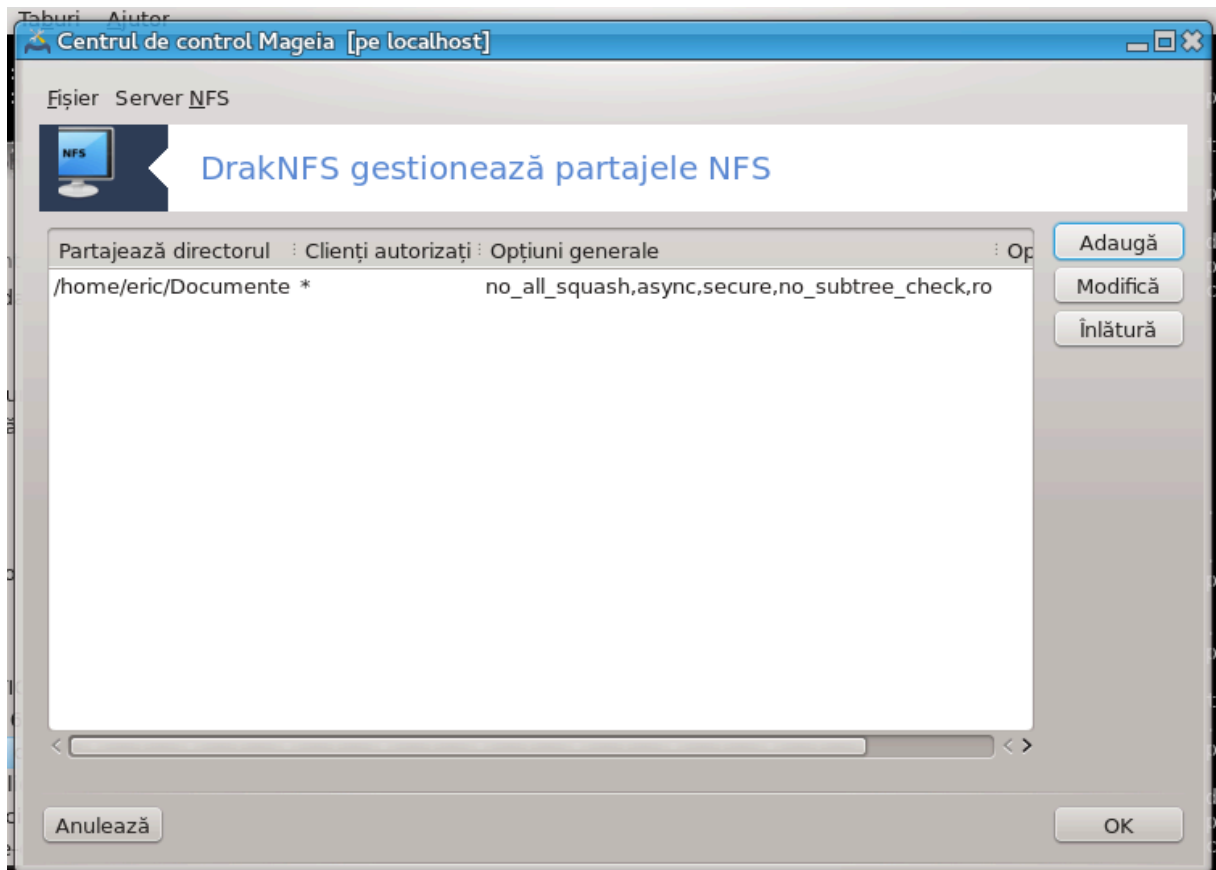 Taburi Ajutor
Centrul de control Mageia [pe localhost]
Fișier Server NFS
NFS
DrakNFS gestionează partajele NFS
Partajează directorul Clienți autorizați Opțiuni generale Op
/home/eric/Documente * no_all_squash,async,secure,no_subtree_check,ro
Adaugă
Modifică
Înlătură
Anulează OK